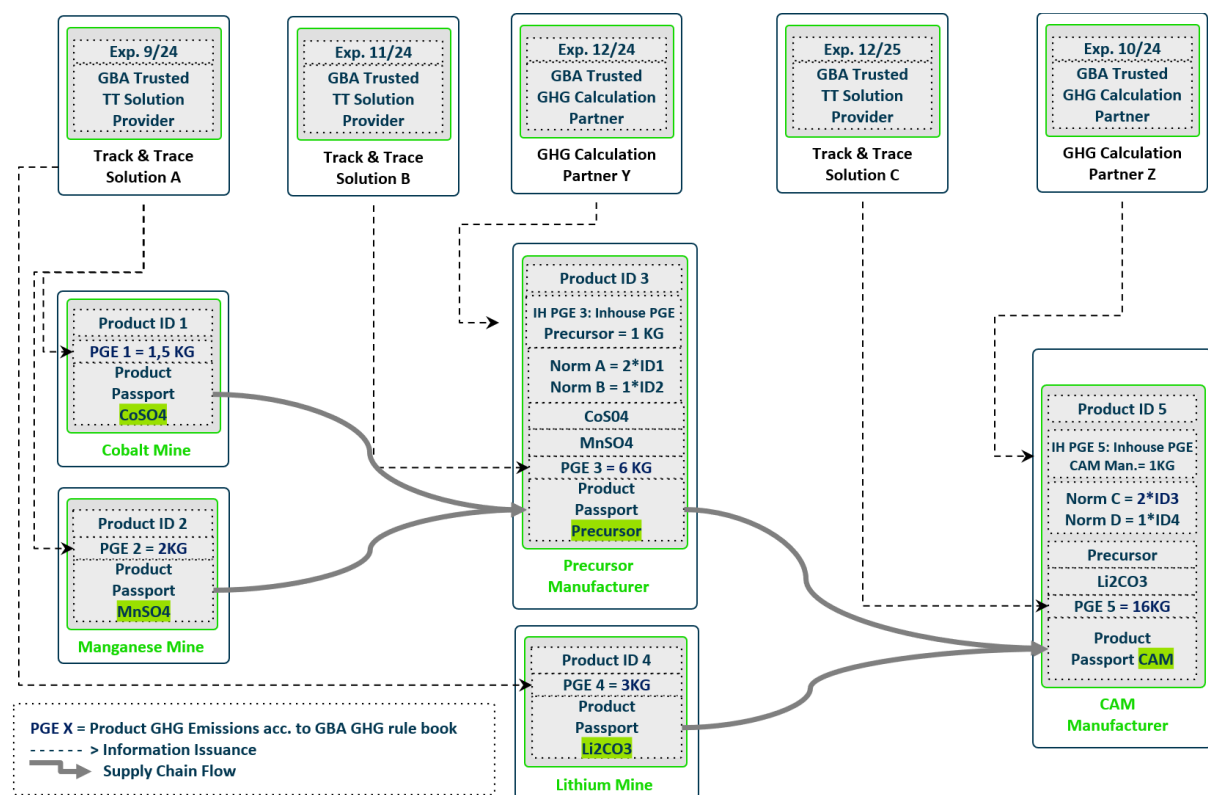 Exp. 9/24
GBA Trusted
TT Solution
Provider
Track & Trace
Solution A
Exp. 11/24
GBA Trusted
TT Solution
Provider
Track & Trace
Solution B
Exp. 12/24
GBA Trusted
GHG Calculation
Partner
GHG Calculation
Partner Y
Exp. 12/25
GBA Trusted
TT Solution
Provider
Track & Trace
Solution C
Exp. 10/24
GBA Trusted
GHG Calculation
Partner
GHG Calculation
Partner Z
Product ID 1
PGE 1 = 1,5 KG
Product
Passport
CoSO4
Cobalt Mine
Product ID 2
PGE 2 = 2KG
Product
Passport
MnSO4
Manganese Mine
Product ID 3
IH PGE 3: Inhouse PGE
Precursor = 1 KG
Norm A = 2*ID1
Norm B = 1*ID2
CoS04
MnSO4
PGE 3 = 6 KG
Product
Passport
Precursor
Precursor
Manufacturer
Product ID 4
PGE 4 = 3KG
Product
Passport
Li2CO3
Lithium Mine
Product ID 5
IH PGE 5: Inhouse PGE
CAM Man.= 1KG
Norm C = 2*ID3
Norm D = 1*ID4
Precursor
Li2CO3
PGE 5 = 16KG
Product
Passport CAM
CAM
Manufacturer
PGE X = Product GHG Emissions acc. to GBA GHG rule book
------ > Information Issuance
Supply Chain Flow